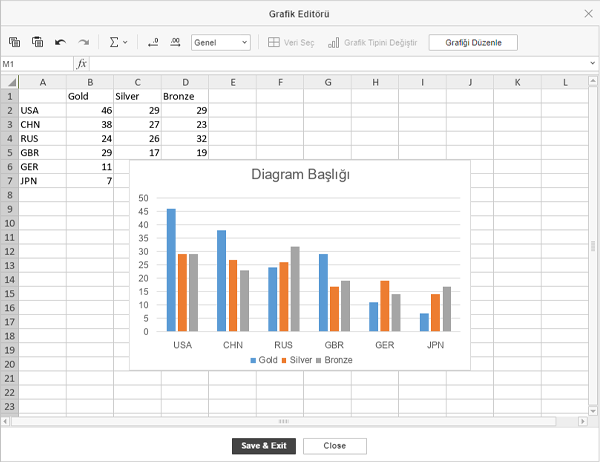 Grafik Editörü
Genel Veri Seç Grafik Tipini Değiştir Grafiği Düzenle
M1 fx
A B C D E F G H I J K L
1 Gold Silver Bronze
2 USA 46 29 29
3 CHN 38 27 23
4 RUS 24 26 32
5 GBR 29 17 19
6 GER 11
7 JPN 7
8
9
10
11
12
13
14
15
16
17
18
19
20
21
22
23
Diagram Başlığı
50
45
40
35
30
25
20
15
10
5
0
USA CHN RUS GBR GER JPN
Gold Silver Bronze
Save & Exit Close